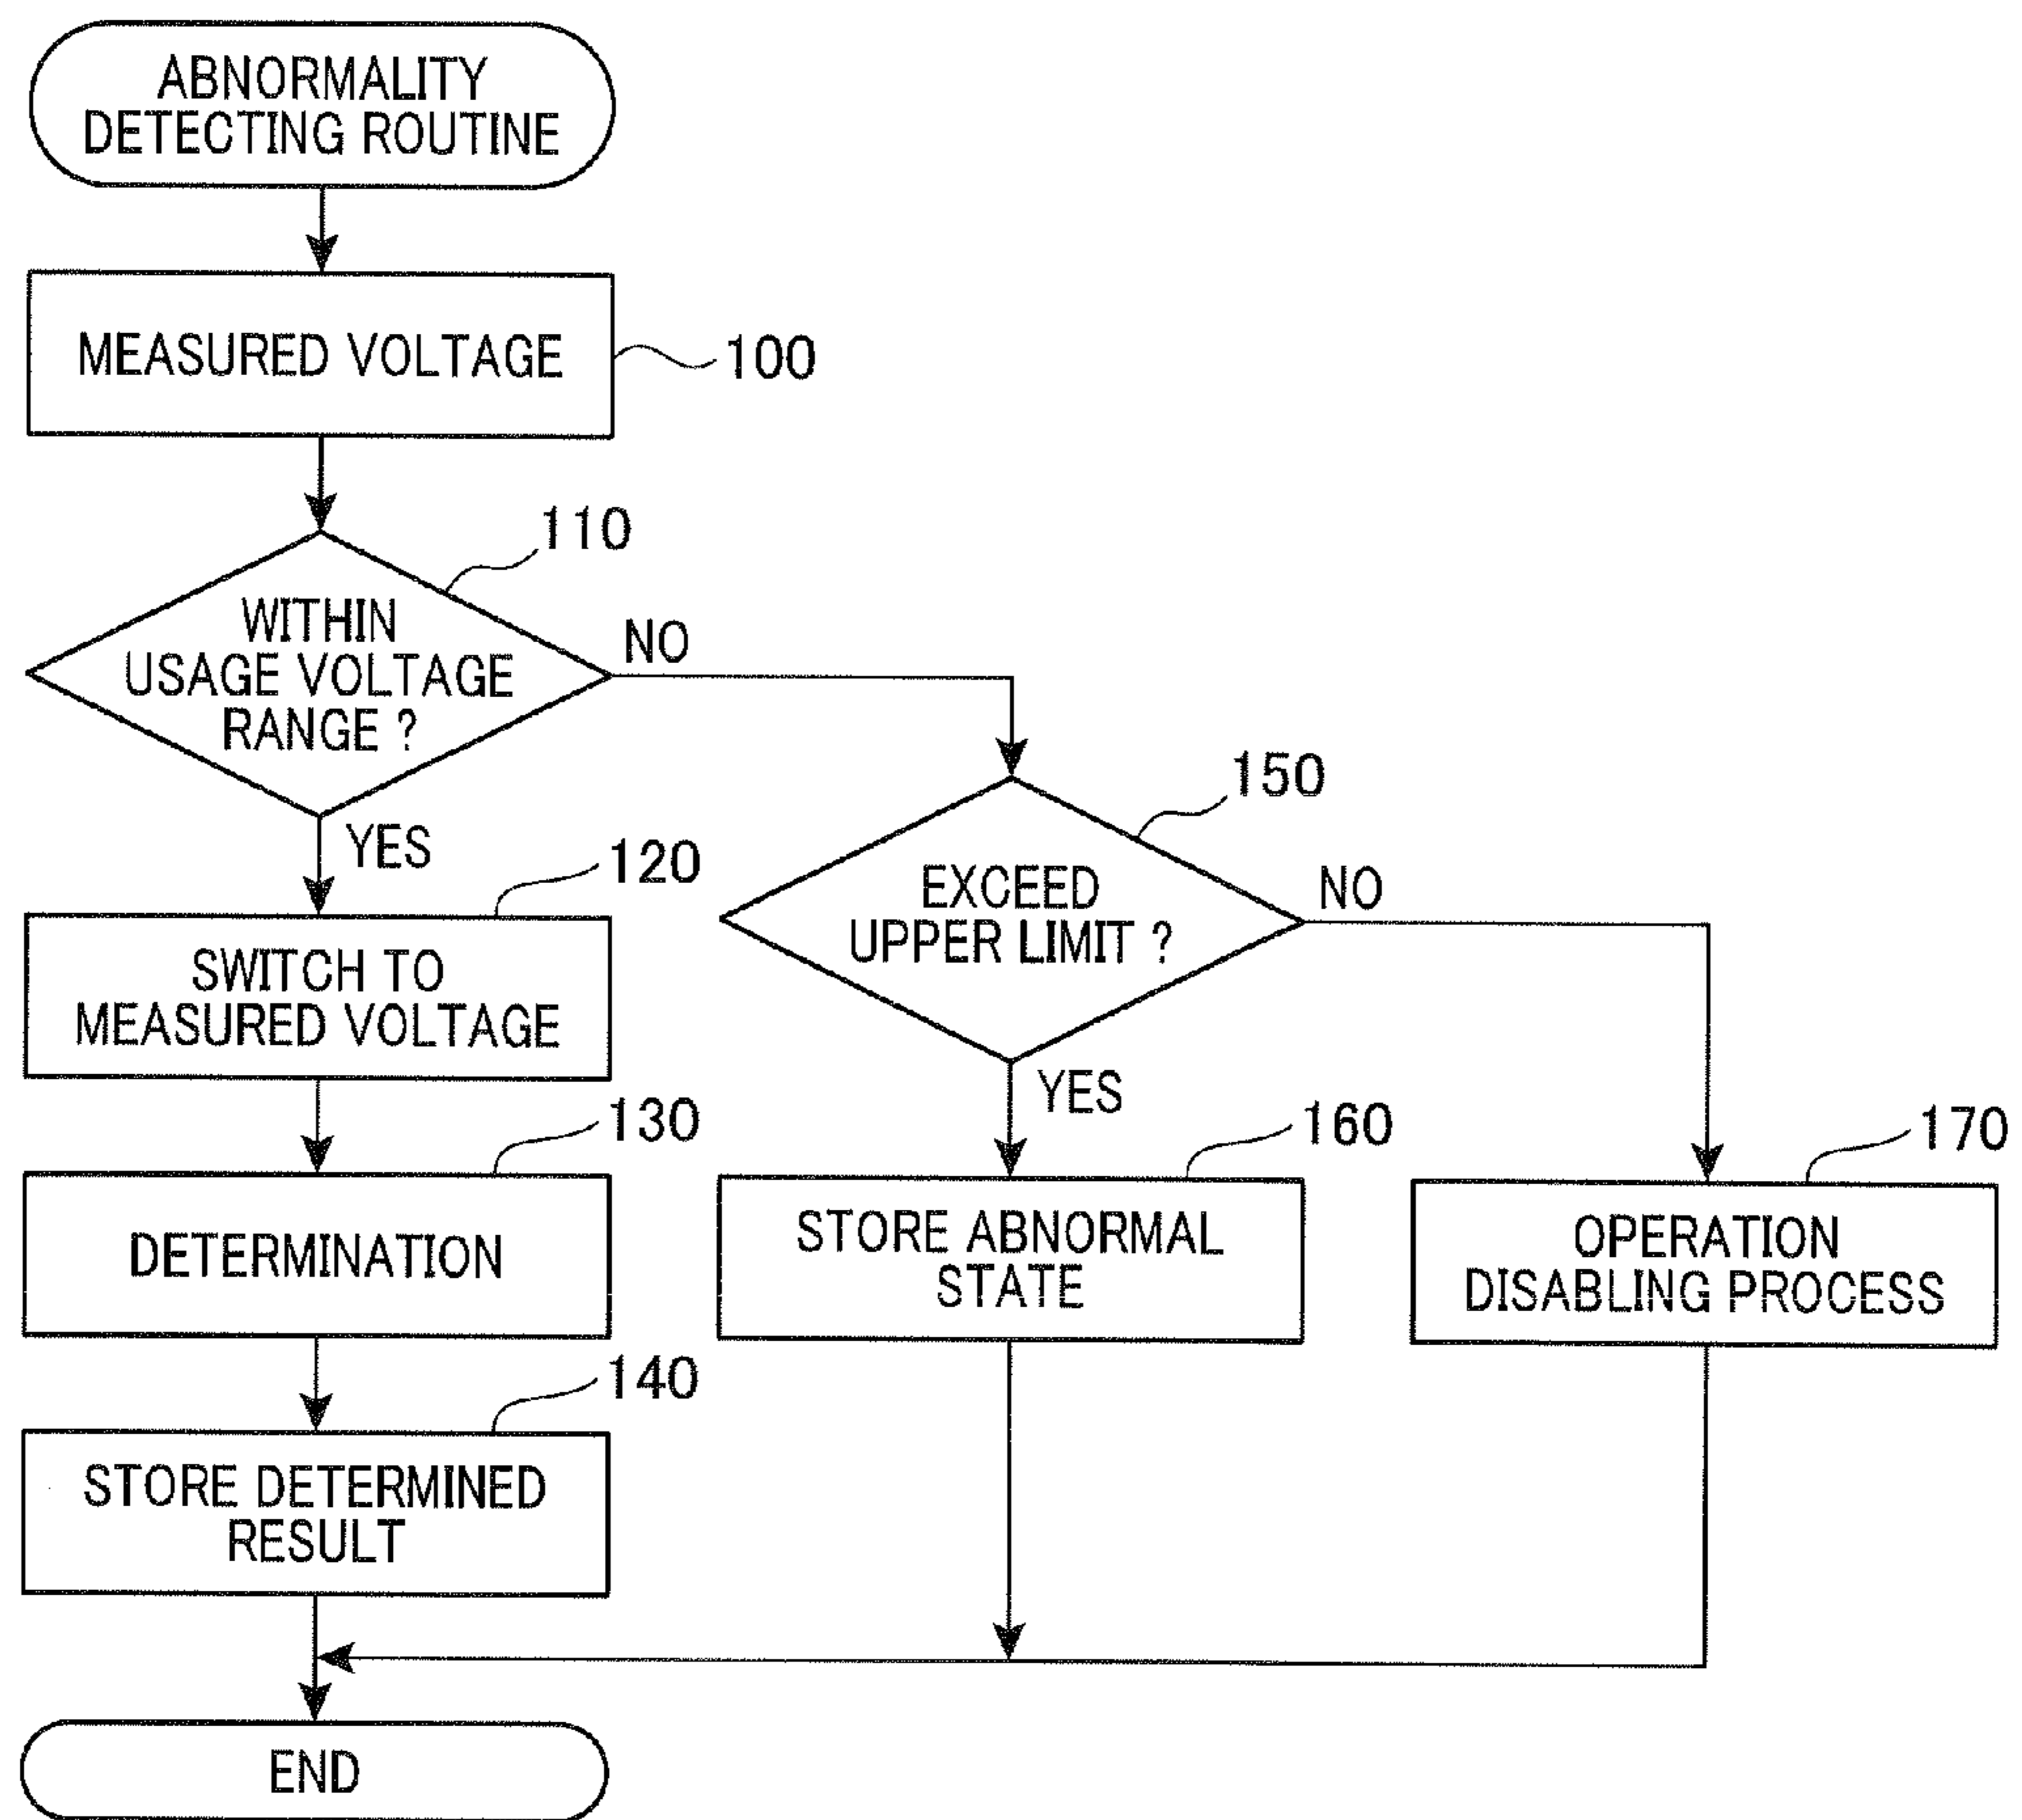 ABNORMALITY
DETECTING ROUTINE
MEASURED VOLTAGE
100
110
WITHIN
USAGE VOLTAGE
RANGE ?
NO
YES
120
SWITCH TO
MEASURED VOLTAGE
130
DETERMINATION
140
STORE DETERMINED
RESULT
150
EXCEED
UPPER LIMIT ?
NO
YES
160
STORE ABNORMAL
STATE
170
OPERATION
DISABLING PROCESS
END